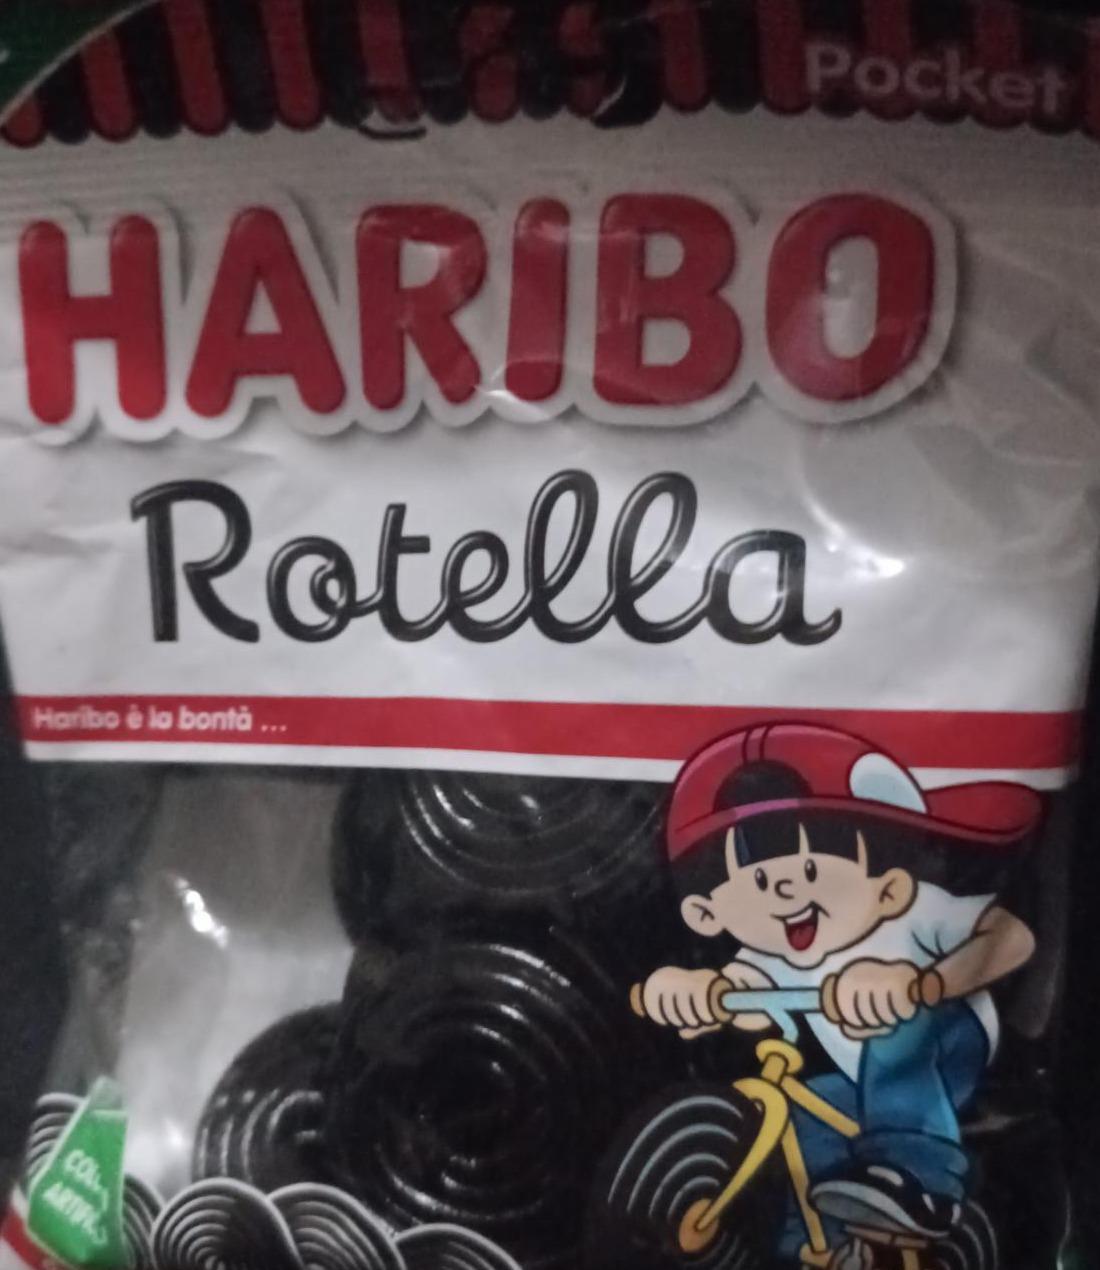 Pocket
HARIBO
Rotella
Haribo è la bontà ...